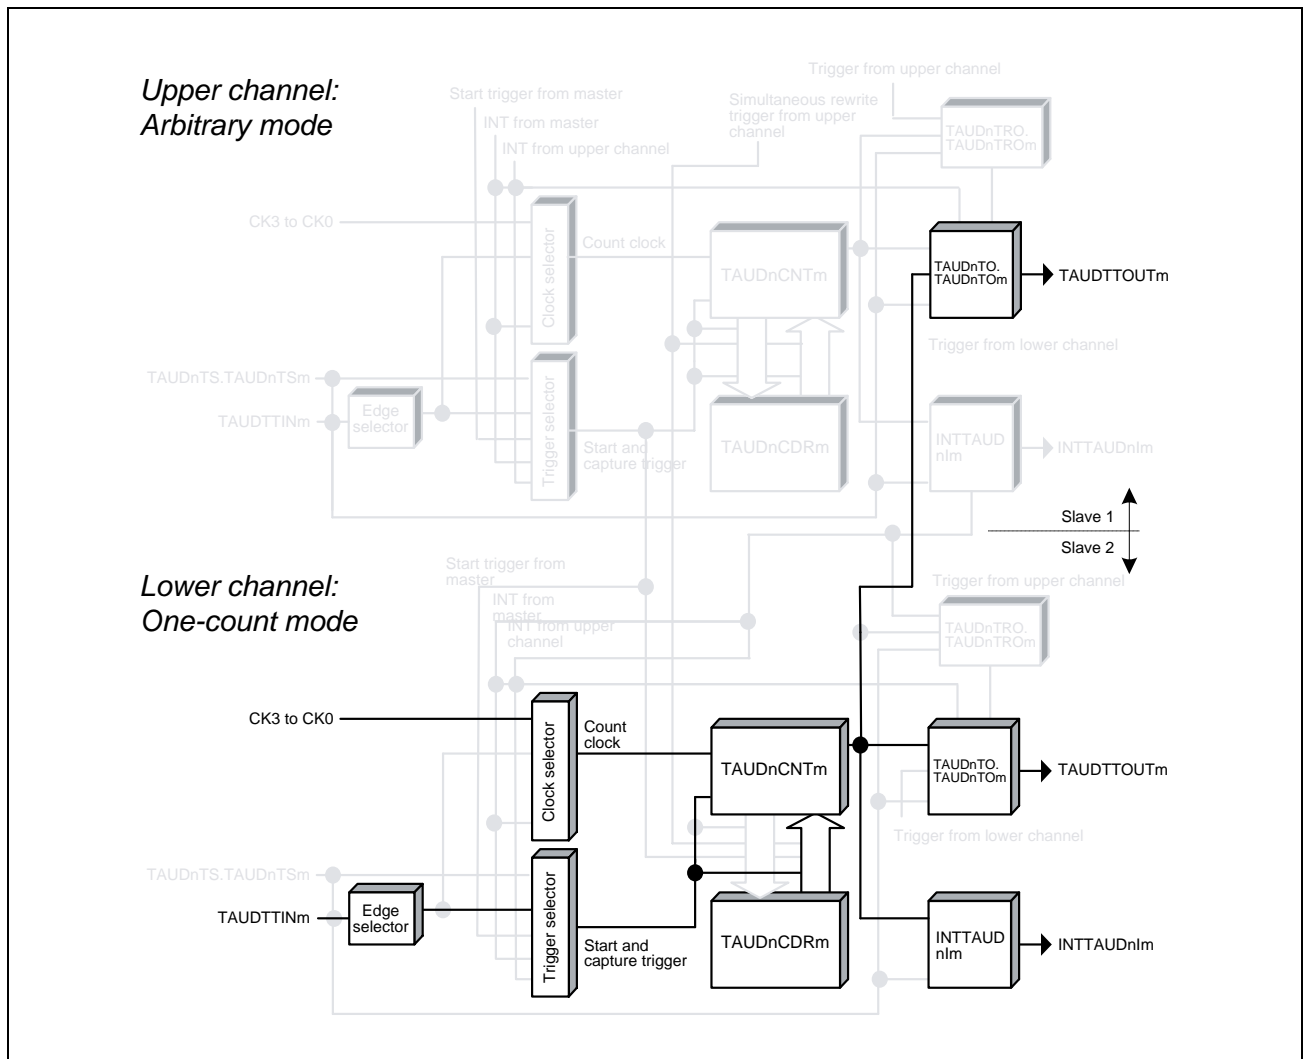 Upper channel:
Arbitrary mode
Trigger from upper channel
Start trigger from master
Simultaneous rewrite
trigger from upper
channel
INT from master
INT from upper channel
TAUDnTRO.
TAUDnTROm
CK3 to CK0
Clock selector
Count clock
TAUDnCNTm
TAUDnTO.
TAUDnTOm
TAUDTTOUTm
Trigger from lower channel
TAUDnTS.TAUDnTSm
TAUDTTINm
Edge
selector
Trigger selector
Start and
capture trigger
TAUDnCDRm
INTTAUD
nIm
INTTAUDnIm
Slave 1
Slave 2
Lower channel:
One-count mode
Start trigger from
master
INT from
master
INT from upper
channel
Trigger from upper channel
TAUDnTRO.
TAUDnTROm
CK3 to CK0
Clock selector
Count
clock
TAUDnCNTm
TAUDnTO.
TAUDnTOm
TAUDTTOUTm
Trigger from lower channel
TAUDnTS.TAUDnTSm
TAUDTTINm
Edge
selector
Trigger selector
Start and
capture trigger
TAUDnCDRm
INTTAUD
nIm
INTTAUDnIm